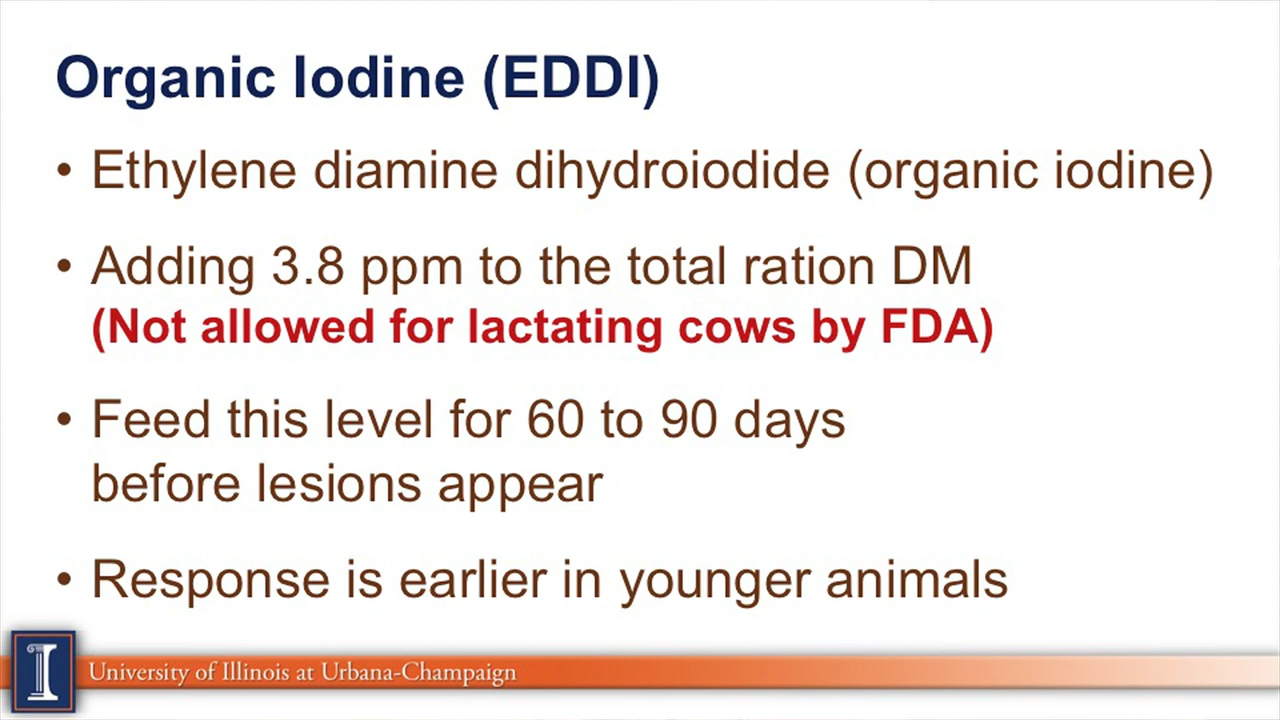 Organic Iodine (EDDI)
• Ethylene diamine dihydroiodide (organic iodine)
• Adding 3.8 ppm to the total ration DM
(Not allowed for lactating cows by FDA)
• Feed this level for 60 to 90 days
before lesions appear
• Response is earlier in younger animals
I
University of Illinois at Urbana-Champaign